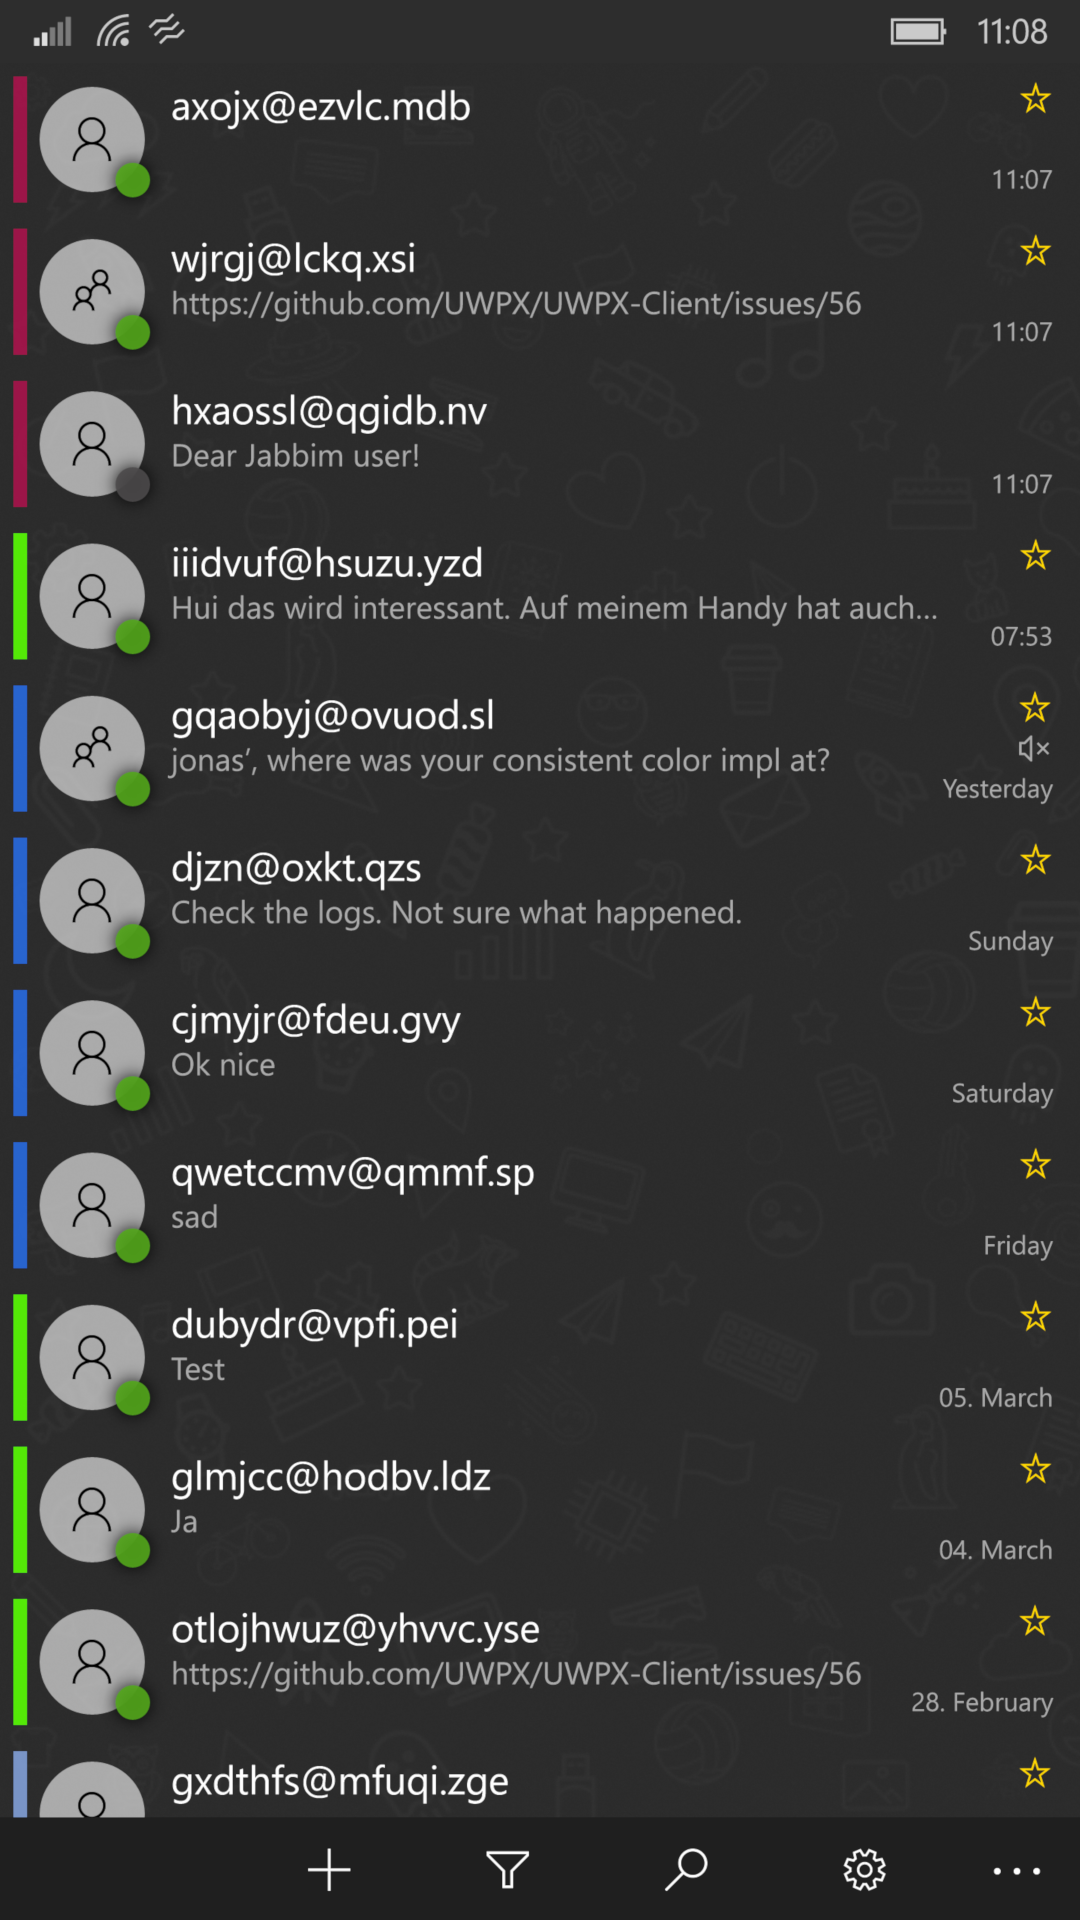 11:08
axojx@ezvlc.mdb
11:07
wjrgj@lckq.xsi
https://github.com/UWPX/UWPX-Client/issues/56
11:07
hxaossl@qgidb.nv
Dear Jabbim user!
11:07
iiidvuf@hsuzu.yzd
Hui das wird interessant. Auf meinem Handy hat auch...
07:53
gqaobyj@ovuod.sl
jonas’, where was your consistent color impl at?
Yesterday
djzn@oxkt.qzs
Check the logs. Not sure what happened.
Sunday
cjmyjr@fdeu.gvy
Ok nice
Saturday
qwetccmv@qmmf.sp
sad
Friday
dubydr@vpfi.pei
Test
05. March
glmjcc@hodbv.ldz
Ja
04. March
otlojhwuz@yhvvc.yse
https://github.com/UWPX/UWPX-Client/issues/56
28. February
gxdthfs@mfuqi.zge